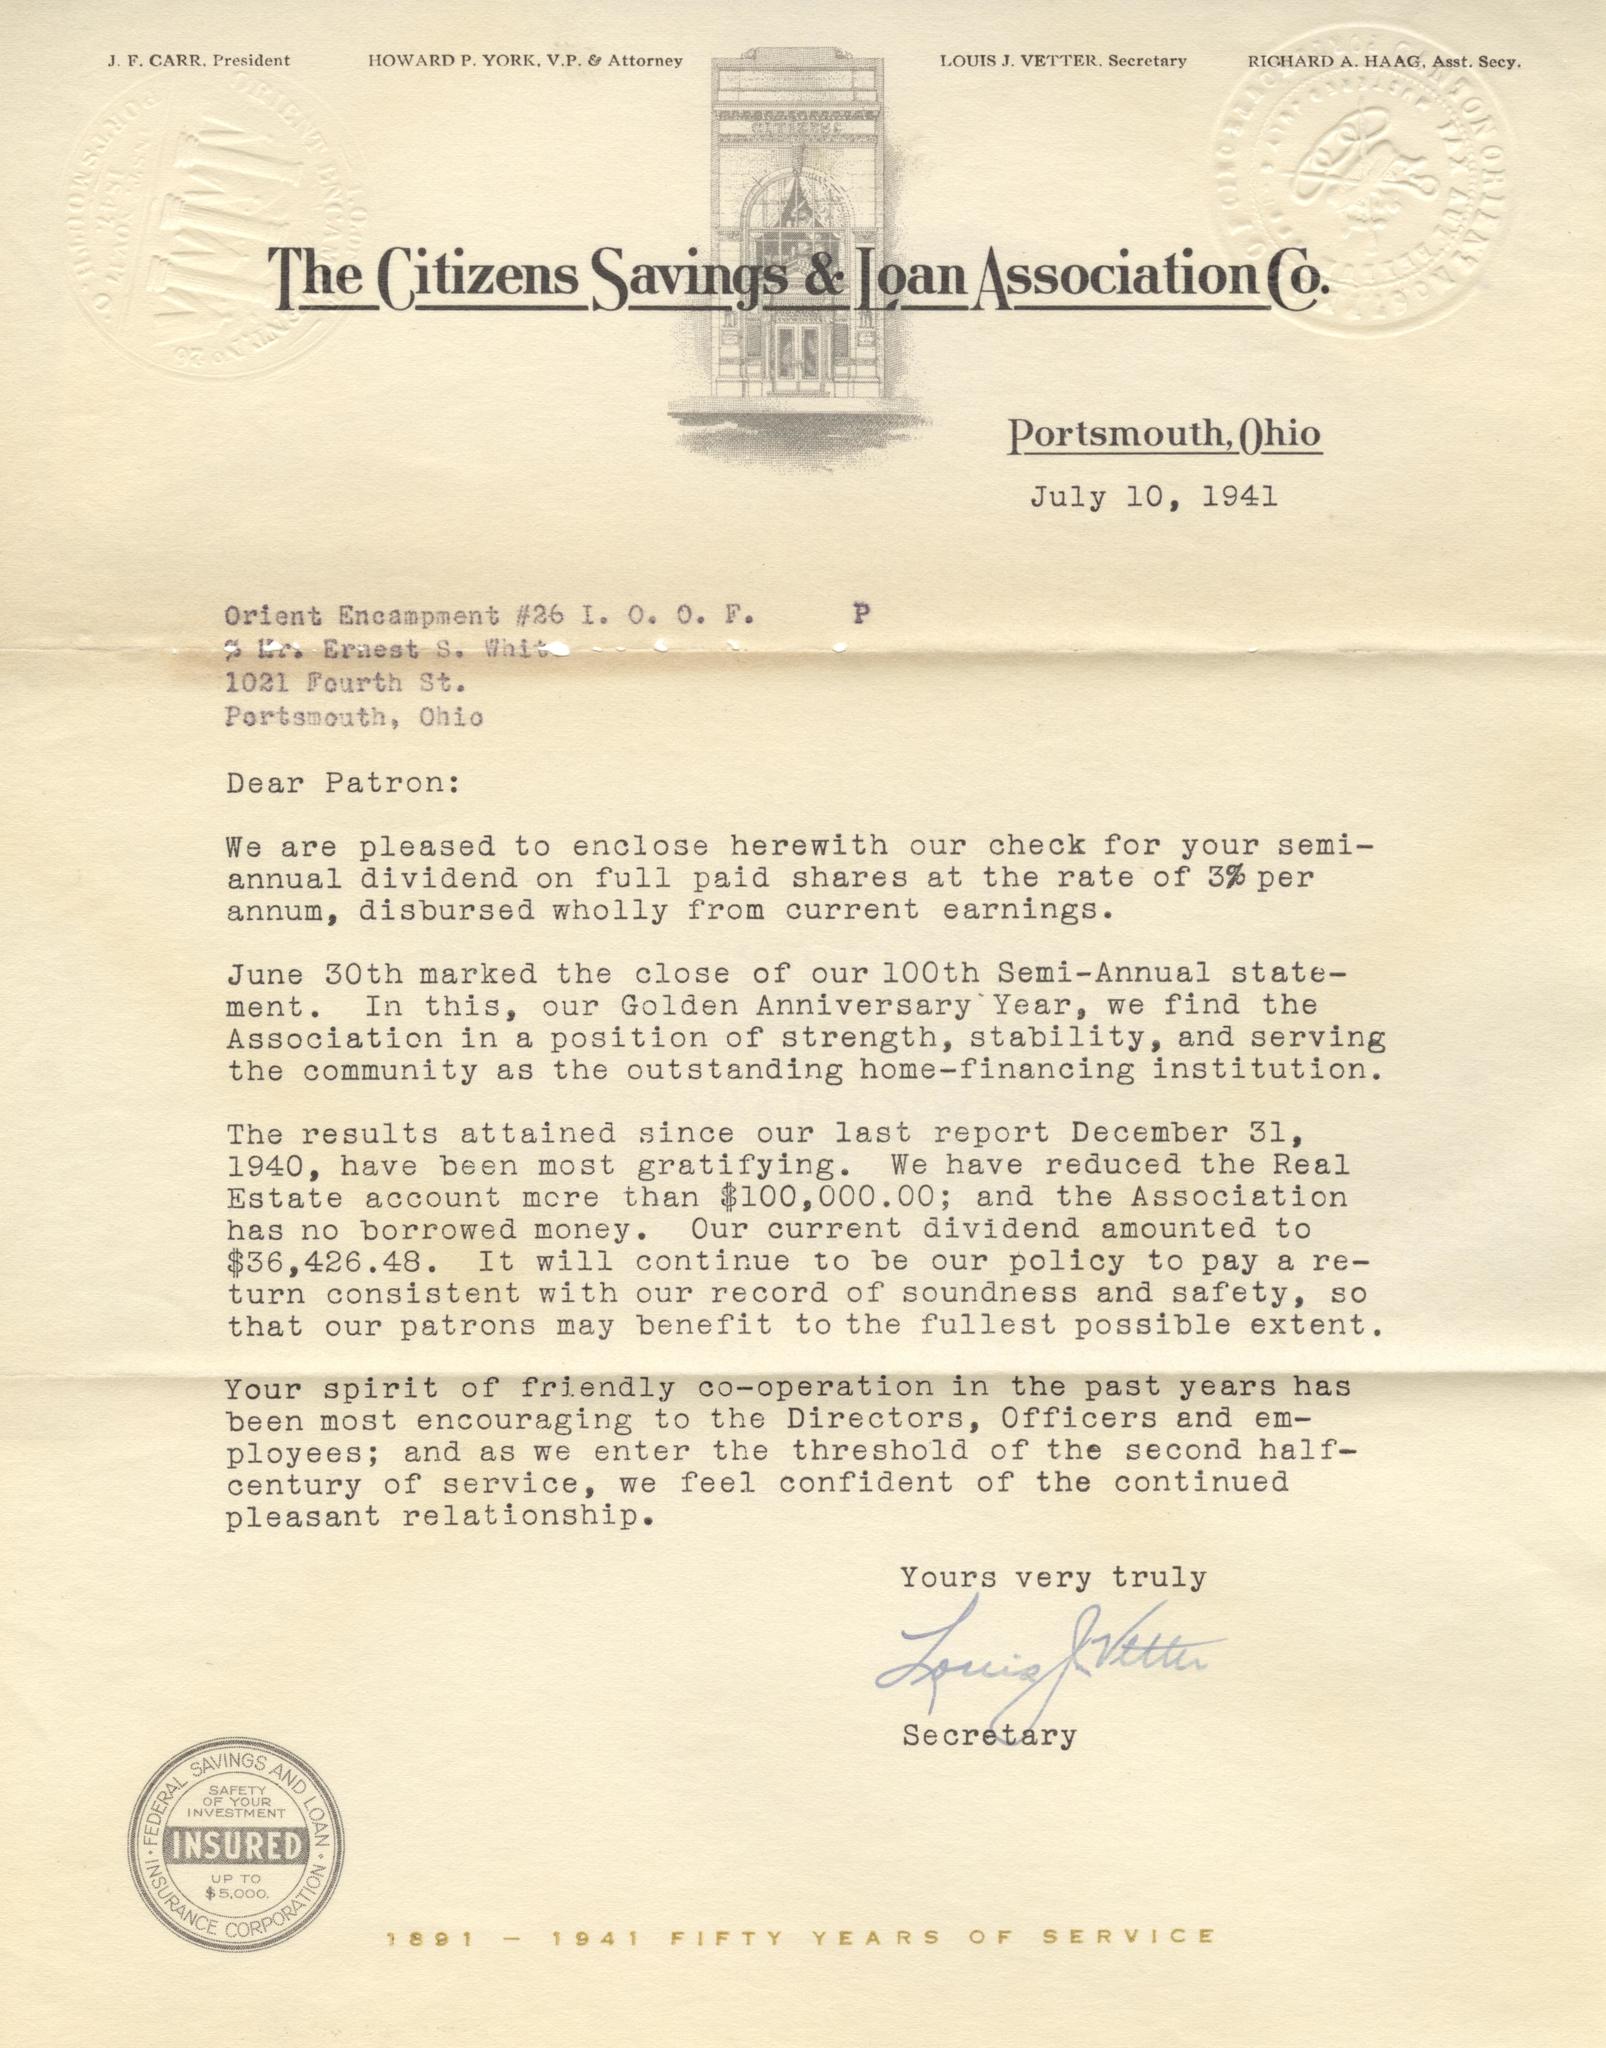 J. F. CARR, President HOWARD P. YORK, V.P. & Attorney LOUIS J. VETTER, Secretary RICHARD A. HAAG, Asst. Secy.
CITIZENS
The Citizens Savings & Loan Association Co.
Portsmouth, Ohio
July 10, 1941
Orient Encampment #26 I. O. O. F. P
% Mr. Ernest S. White
1021 Fourth St.
Portsmouth, Ohio
Dear Patron:
We are pleased to enclose herewith our check for your semi-
annual dividend on full paid shares at the rate of 3% per
annum, disbursed wholly from current earnings.
June 30th marked the close of our 100th Semi-Annual state-
ment. In this, our Golden Anniversary Year, we find the
Association in a position of strength, stability, and serving
the community as the outstanding home-financing institution.
The results attained since our last report December 31,
1940, have been most gratifying. We have reduced the Real
Estate account more than $100,000.00; and the Association
has no borrowed money. Our current dividend amounted to
$36,426.48. It will continue to be our policy to pay a re-
turn consistent with our record of soundness and safety, so
that our patrons may benefit to the fullest possible extent.
Your spirit of friendly co-operation in the past years has
been most encouraging to the Directors, Officers and em-
ployees; and as we enter the threshold of the second half-
century of service, we feel confident of the continued
pleasant relationship.
Yours very truly
Louis J. Vetter
Secretary
FEDERAL SAVINGS AND LOAN
INSURANCE CORPORATION
SAFETY
OF YOUR
INVESTMENT
INSURED
UP TO
$5,000.
1891 – 1941 FIFTY YEARS OF SERVICE